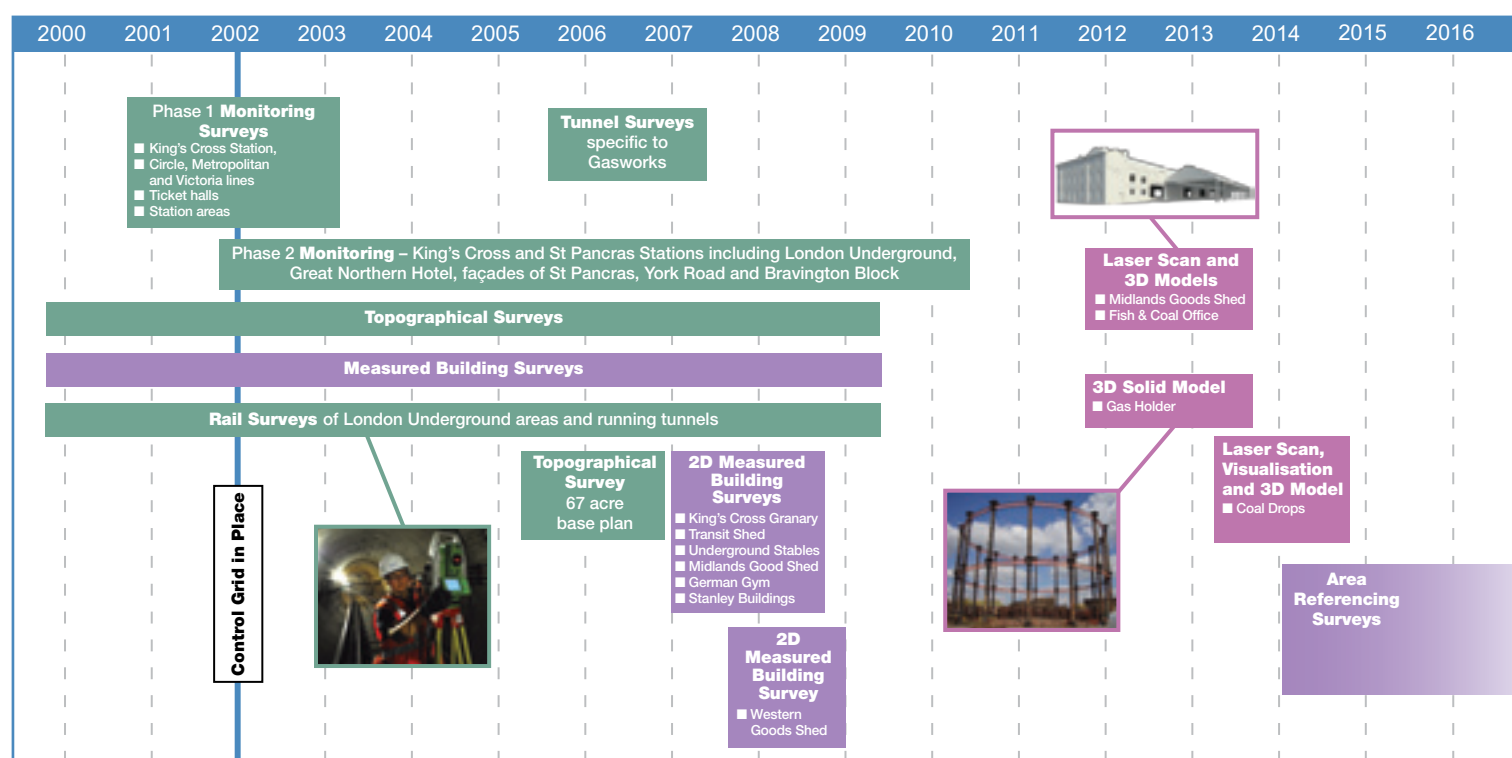 2000 2001 2002 2003 2004 2005 2006 2007 2008 2009 2010 2011 2012 2013 2014 2015 2016
Phase 1 Monitoring
Surveys
■ King's Cross Station,
■ Circle, Metropolitan
and Victoria lines
■ Ticket halls
■ Station areas
Tunnel Surveys
specific to
Gasworks
Phase 2 Monitoring – King's Cross and St Pancras Stations including London Underground,
Great Northern Hotel, façades of St Pancras, York Road and Bravington Block
Laser Scan and
3D Models
■ Midlands Goods Shed
■ Fish & Coal Office
Topographical Surveys
Measured Building Surveys
Rail Surveys of London Underground areas and running tunnels
3D Solid Model
■ Gas Holder
Control Grid in Place
Topographical
Survey
67 acre
base plan
2D Measured
Building
Surveys
■ King's Cross Granary
■ Transit Shed
■ Underground Stables
■ Midlands Good Shed
■ German Gym
■ Stanley Buildings
Laser Scan,
Visualisation
and 3D Model
■ Coal Drops
2D
Measured
Building
Survey
■ Western
Goods Shed
Area
Referencing
Surveys